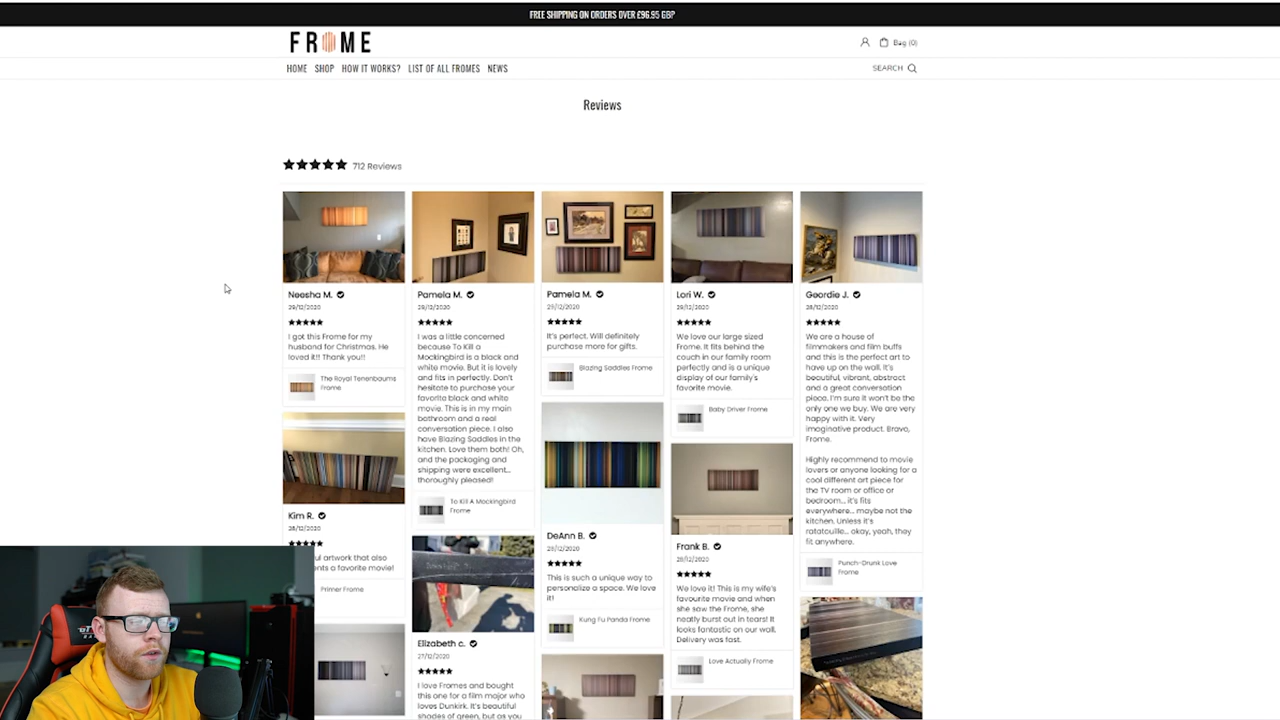 FREE SHIPPING ON ORDERS OVER £96.95 GBP
FROME
Bag (0)
HOME SHOP HOW IT WORKS? LIST OF ALL FROMES NEWS
SEARCH
Reviews
712 Reviews
Neesha M.
29/12/2020
I got this Frome for my
husband for Christmas. He
loved it!! Thank you!!
The Royal Tenenbaums
Frome
Kim R.
28/12/2020
ul artwork that also
ents a favorite movie!
Primer Frome
Pamela M.
29/12/2020
I was a little concerned
because To Kill a
Mockingbird is a black and
white movie. But it is lovely
and fits in perfectly. Don't
hesitate to purchase your
favorite black and white
movie. This is in my main
bathroom and a real
conversation piece. I also
have Blazing Saddles in the
kitchen. Love them both! Oh,
and the packaging and
shipping were excellent...
thoroughly pleased!
To Kill A Mockingbird
Frome
Elizabeth c.
27/12/2020
I love Fromes and bought
this one for a film major who
loves Dunkirk. It's beautiful
shades of green, but as you
Pamela M.
29/12/2020
It's perfect. Will definitely
purchase more for gifts.
Blazing Saddles Frome
DeAnn B.
29/12/2020
This is such a unique way to
personalize a space. We love
it!
Kung Fu Panda Frome
Lori W.
29/12/2020
We love our large sized
Frome. It fits behind the
couch in our family room
perfectly and is a unique
display of our family's
favorite movie.
Baby Driver Frome
Frank B.
28/12/2020
We love it! This is my wife's
favourite movie and when
she saw the Frome, she
neatly burst out in tears! It
looks fantastic on our wall.
Delivery was fast.
Love Actually Frome
Geordie J.
28/12/2020
We are a house of
filmmakers and film buffs
and this is the perfect art to
have up on the wall. It's
beautiful, vibrant, abstract
and a great conversation
piece. I'm sure it won't be the
only one we buy. We are very
happy with it. Very
imaginative product. Bravo,
Frome.
Highly recommend to movie
lovers or anyone looking for a
cool different art piece for
the TV room or office or
bedroom... it's fits
everywhere... maybe not the
kitchen. Unless it's
ratatouille... okay, yeah, they
fit anywhere.
Punch-Drunk Love
Frome